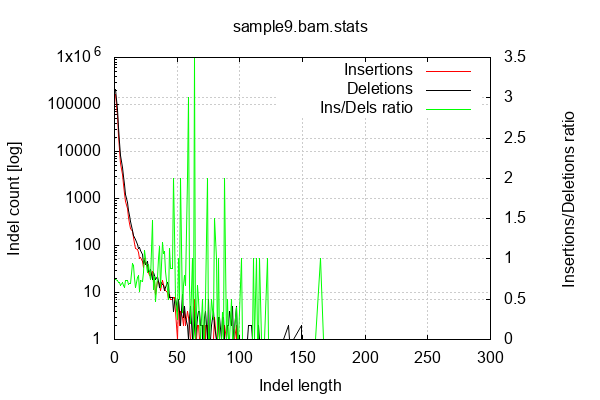 sample9.bam.stats
Insertions
Deletions
Ins/Dels ratio
1x10^6
100000
10000
1000
100
10
1
3.5
3
2.5
2
1.5
1
0.5
0
0 50 100 150 200 250 300
Indel length
Indel count [log]
Insertions/Deletions ratio